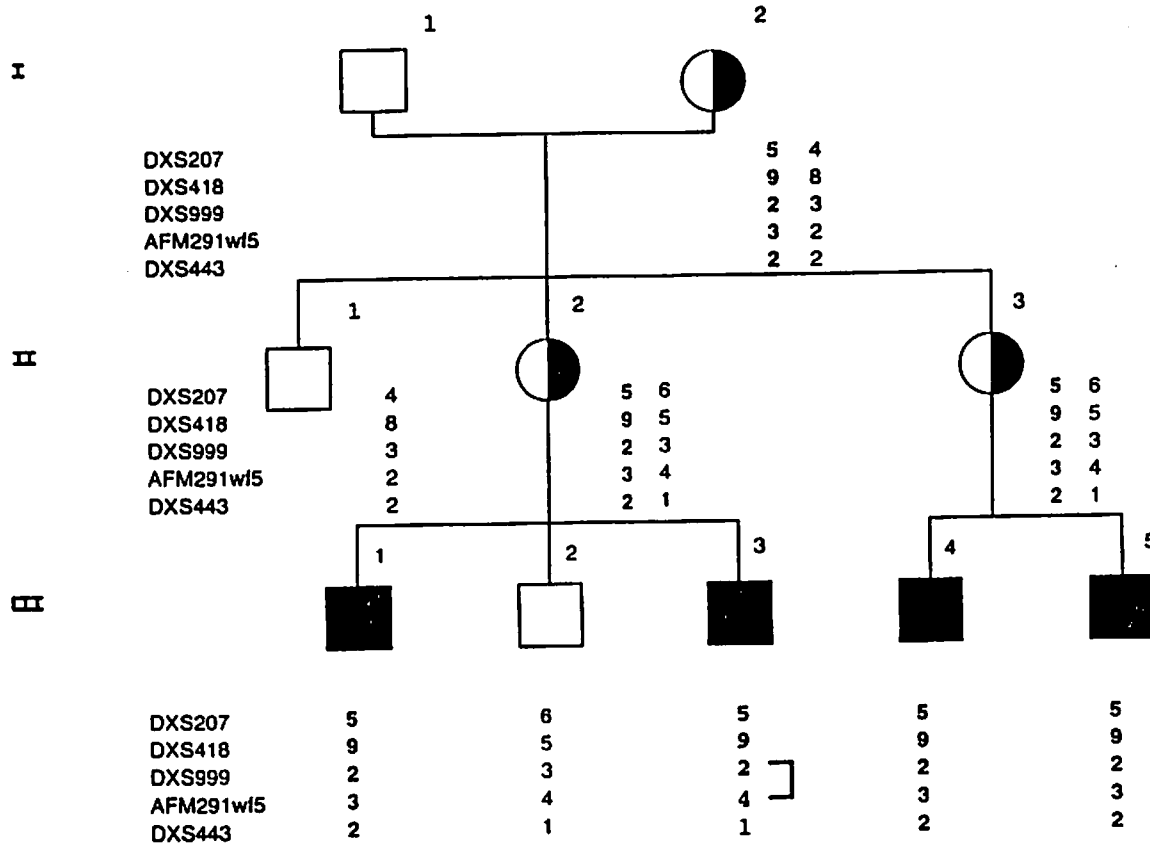 1 2
I
DXS207 5 4
DXS418 9 8
DXS999 2 3
AFM291wf5 3 2
DXS443 2 2
1 2 3
II
DXS207 4 5 6 5 6
DXS418 8 9 5 9 5
DXS999 3 2 3 2 3
AFM291wf5 2 3 4 3 4
DXS443 2 2 1 2 1
1 2 3 4 5
III
DXS207 5 6 5 5 5
DXS418 9 5 9 9 9
DXS999 2 3 2 2 2
AFM291wf5 3 4 4 3 3
DXS443 2 1 1 2 2